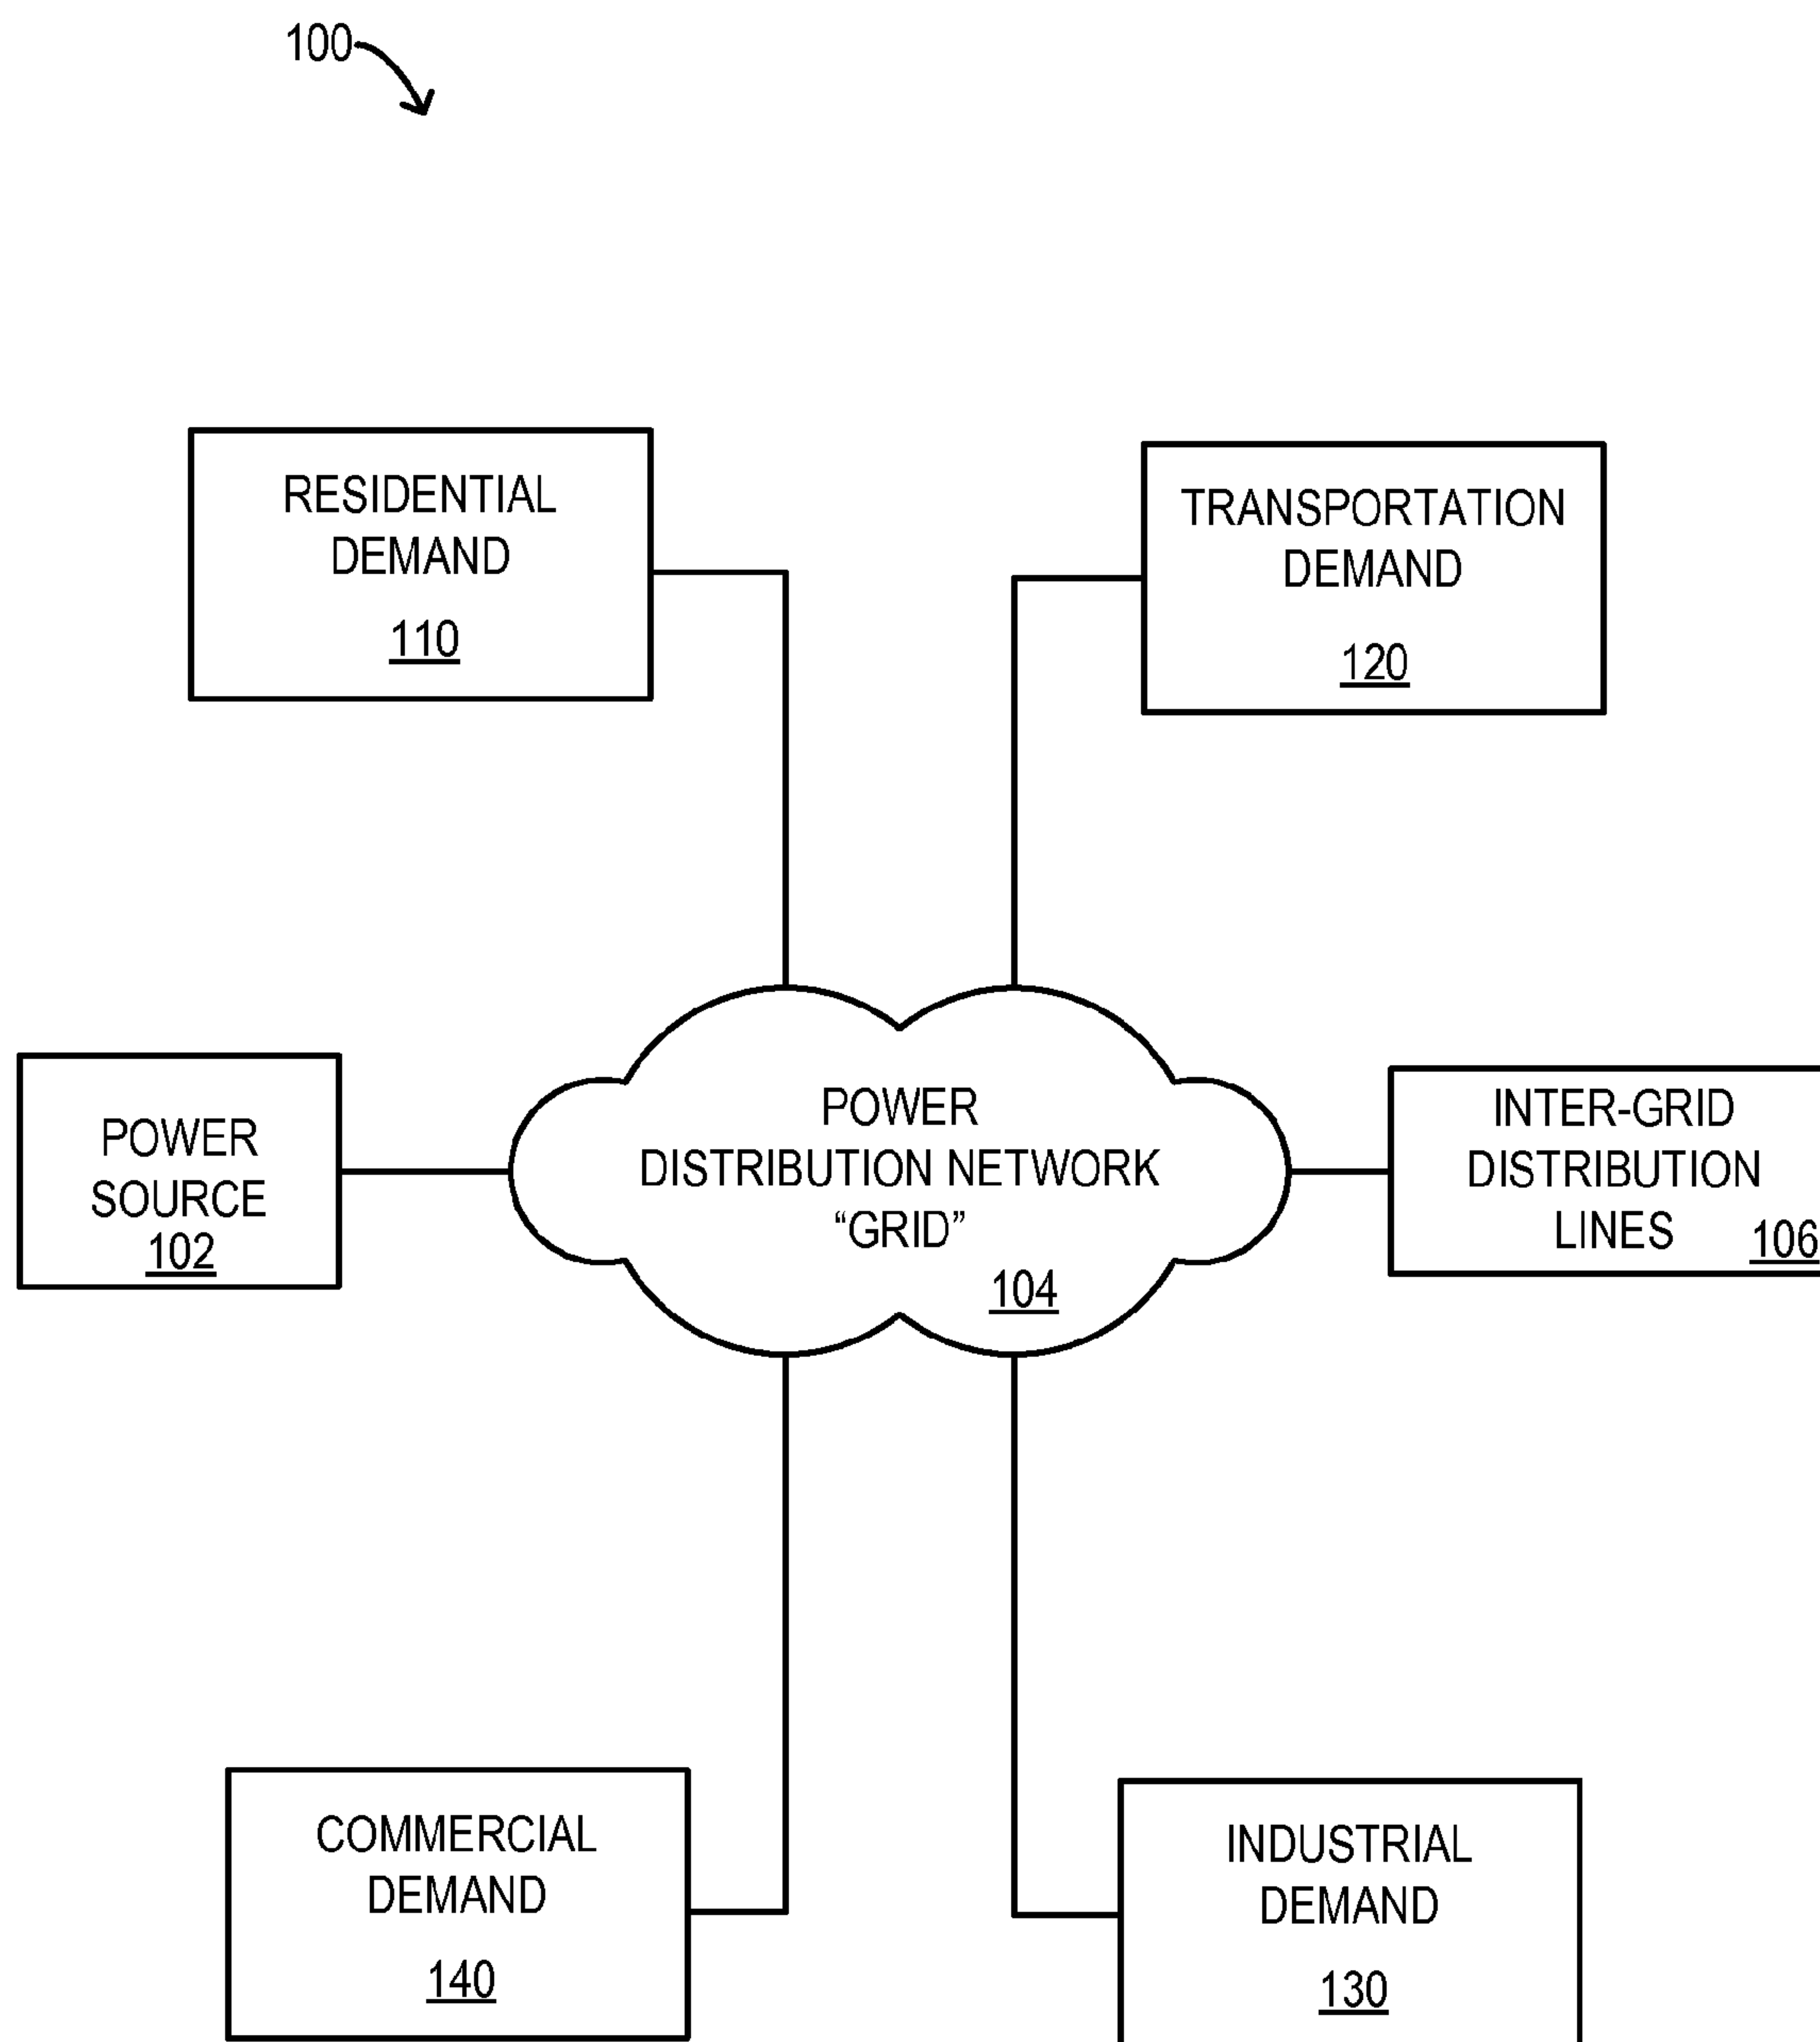 100
RESIDENTIAL
DEMAND
110
TRANSPORTATION
DEMAND
120
POWER
SOURCE
102
POWER
DISTRIBUTION NETWORK
“GRID”
104
INTER-GRID
DISTRIBUTION
LINES 106
COMMERCIAL
DEMAND
140
INDUSTRIAL
DEMAND
130